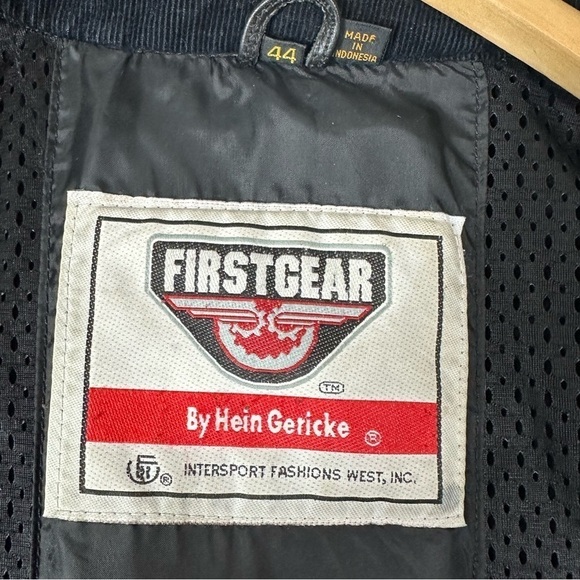 44
MADE
IN
INDONESIA
FIRSTGEAR
TM
By Hein Gericke ®
® INTERSPORT FASHIONS WEST, INC.